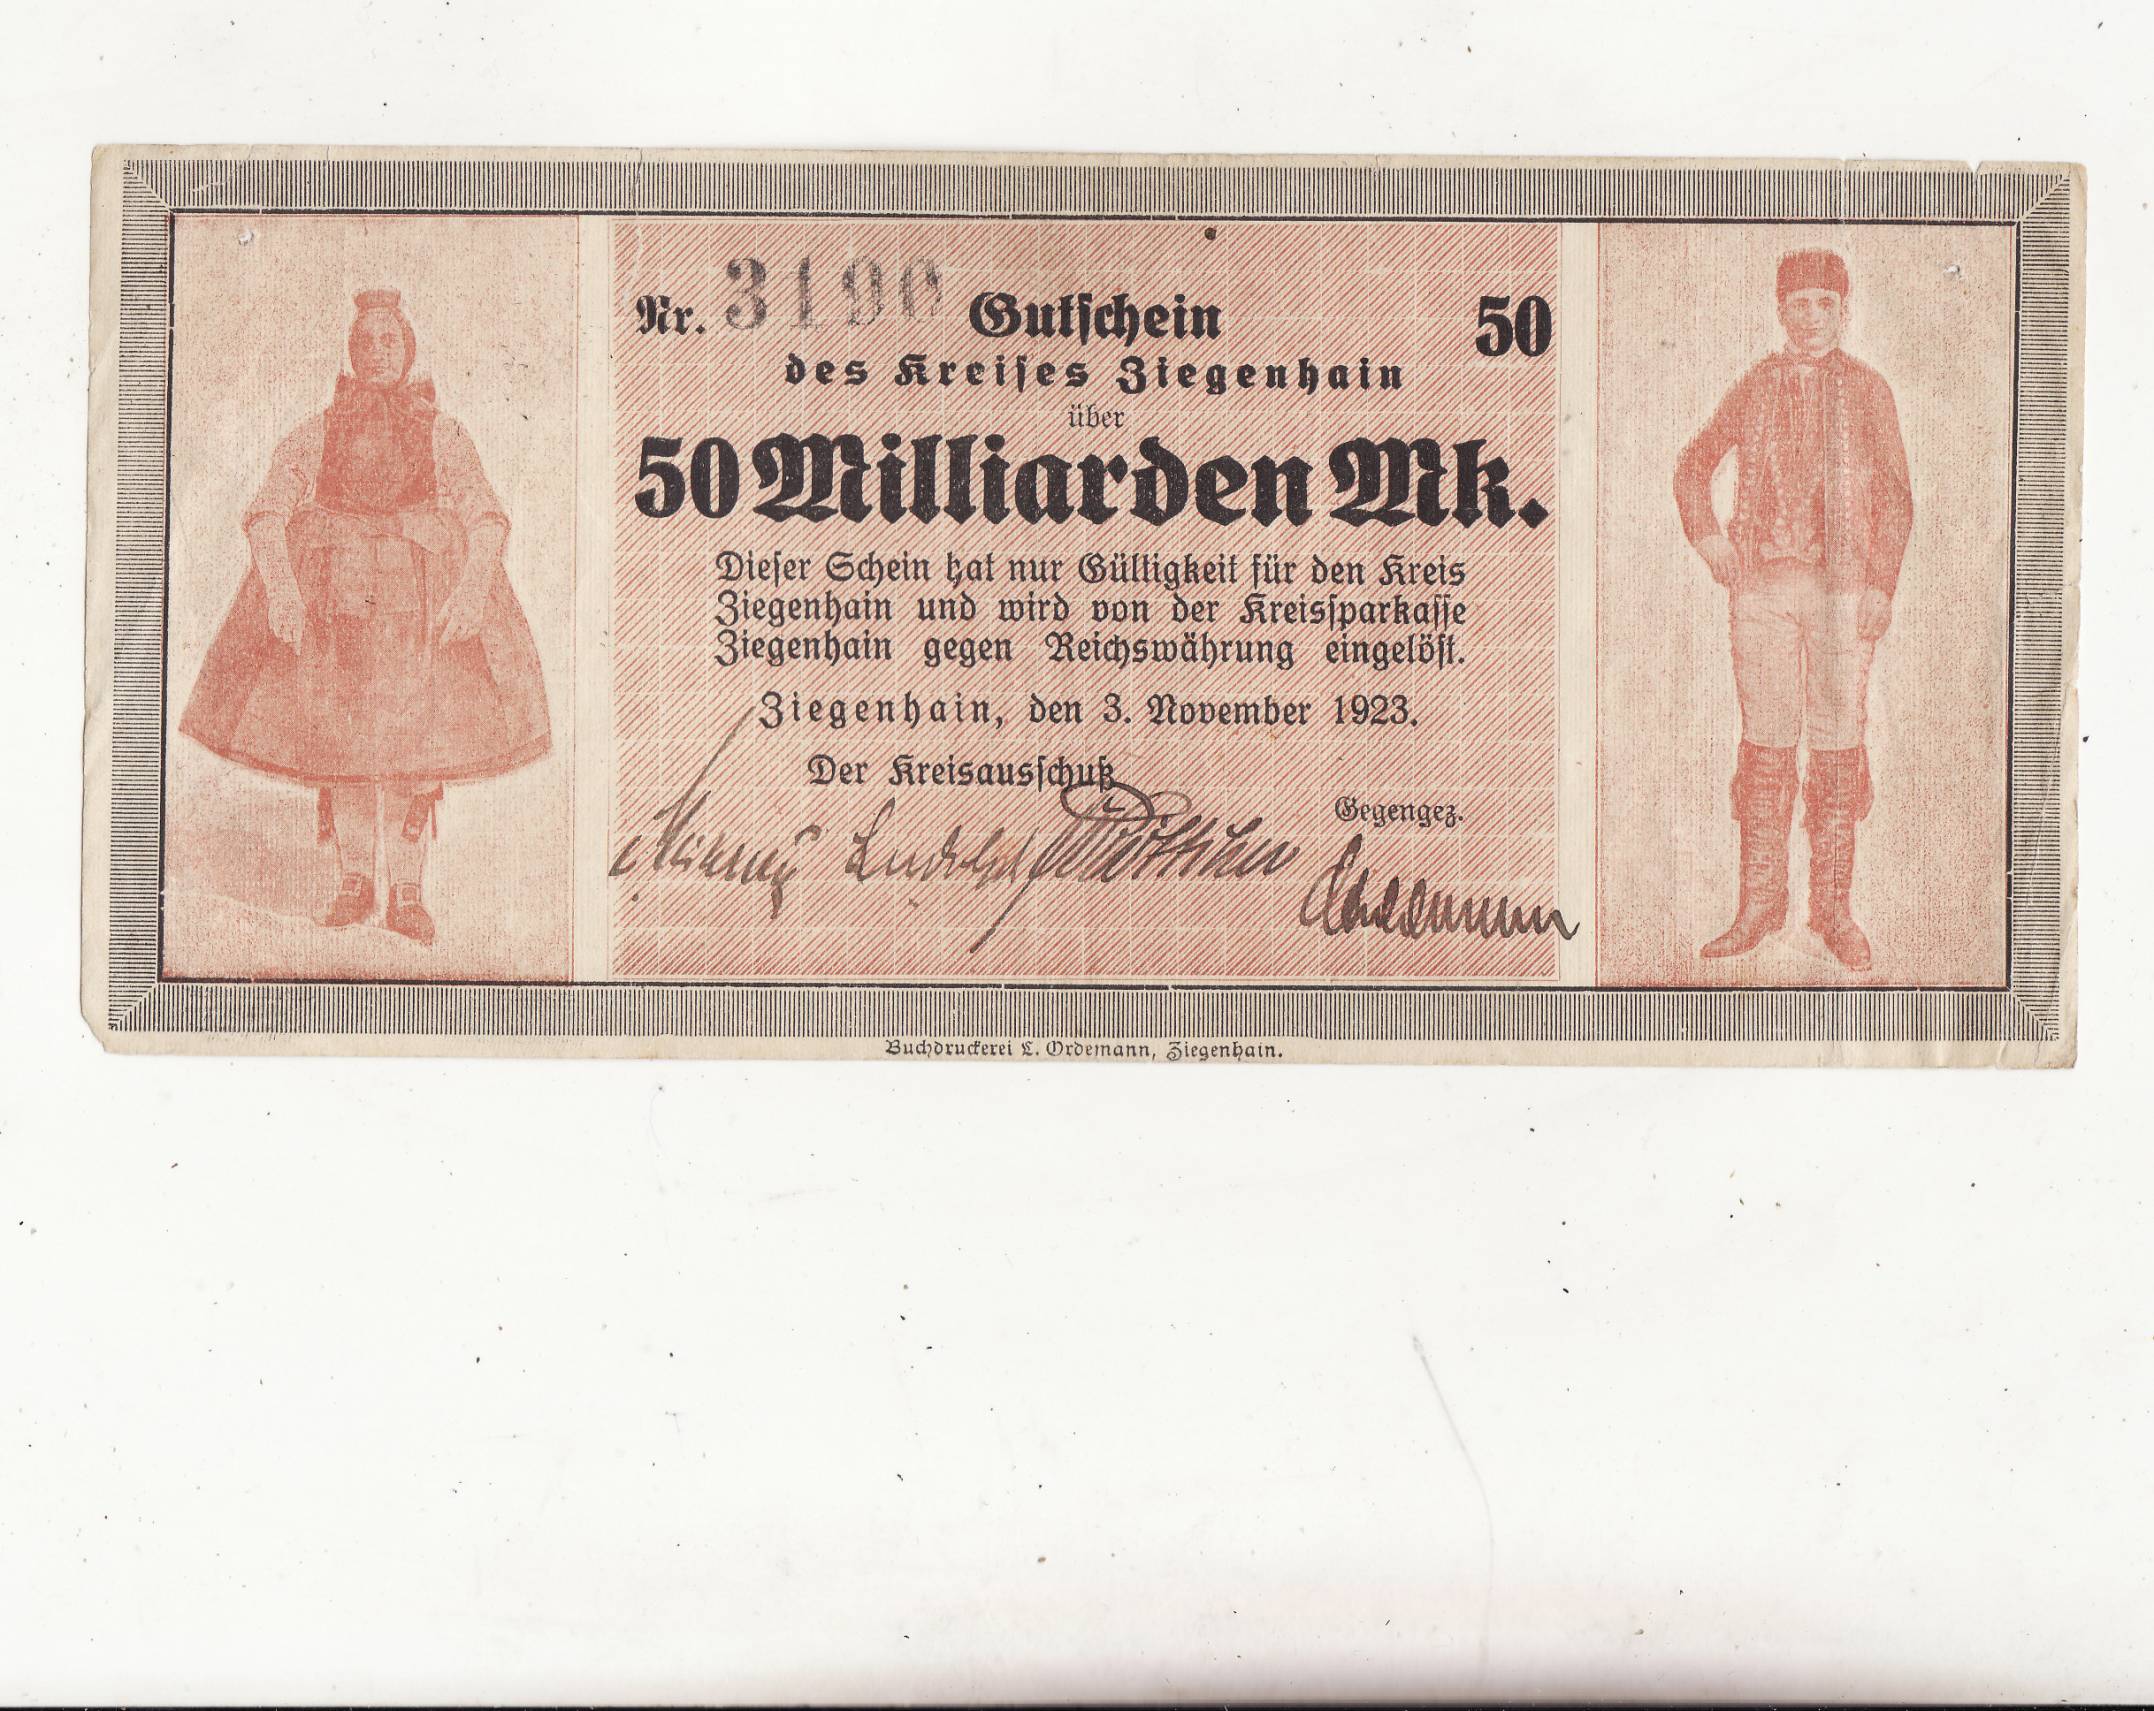 Nr. 3190 Gutschein 50
des Kreises Ziegenhain
über
50 Milliarden Mk.
Dieser Schein hat nur Gültigkeit für den Kreis
Ziegenhain und wird von der Kreissparkasse
Ziegenhain gegen Reichswährung eingelöst.
Ziegenhain, den 3. November 1923.
Der Kreisausschuß
Gegengez.
Buchdruckerei L. Ordemann, Ziegenhain.